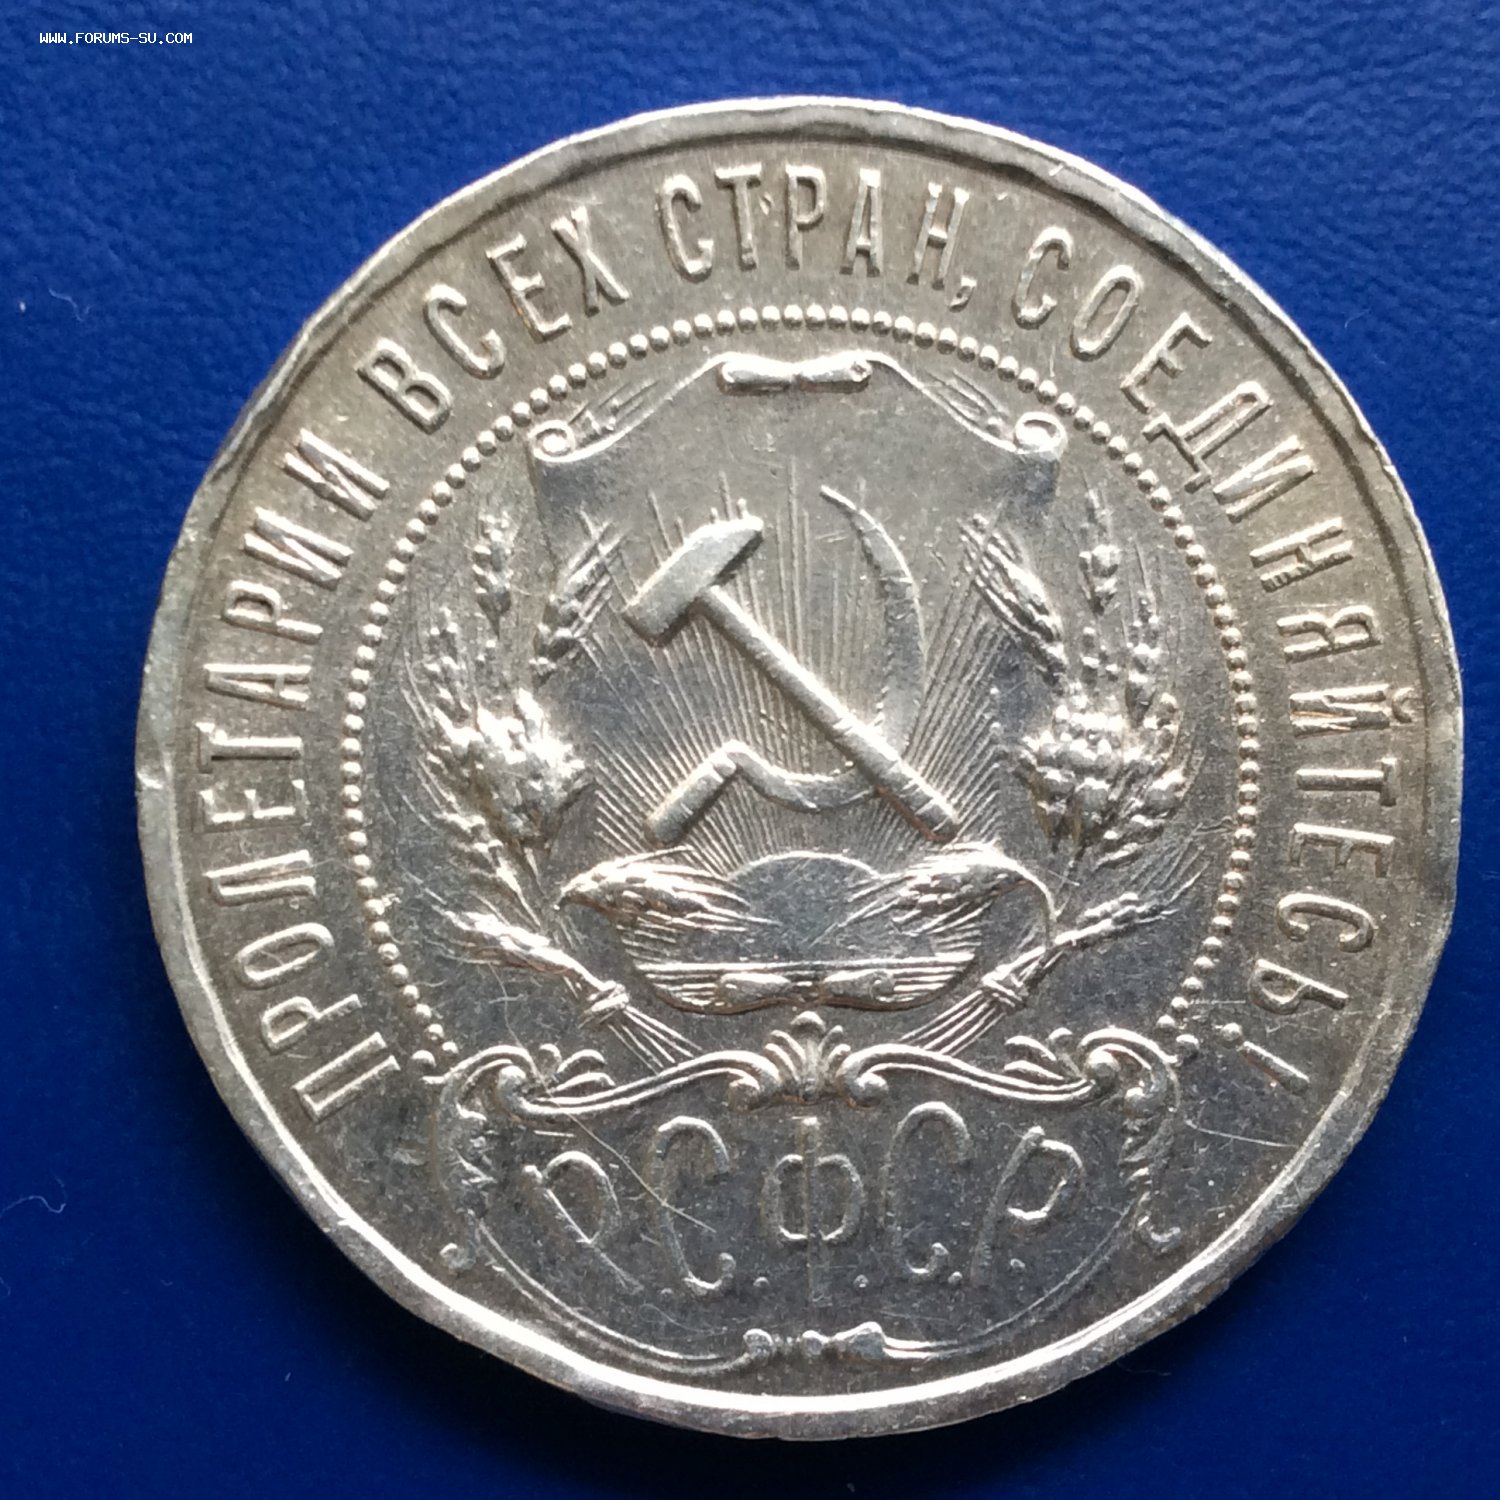 WWW.FORUMS-SU.COM
ПРОЛЕТАРИИ ВСЕХ СТРАН, СОЕДИНЯЙТЕСЬ!
Р.С.Ф.С.Р.